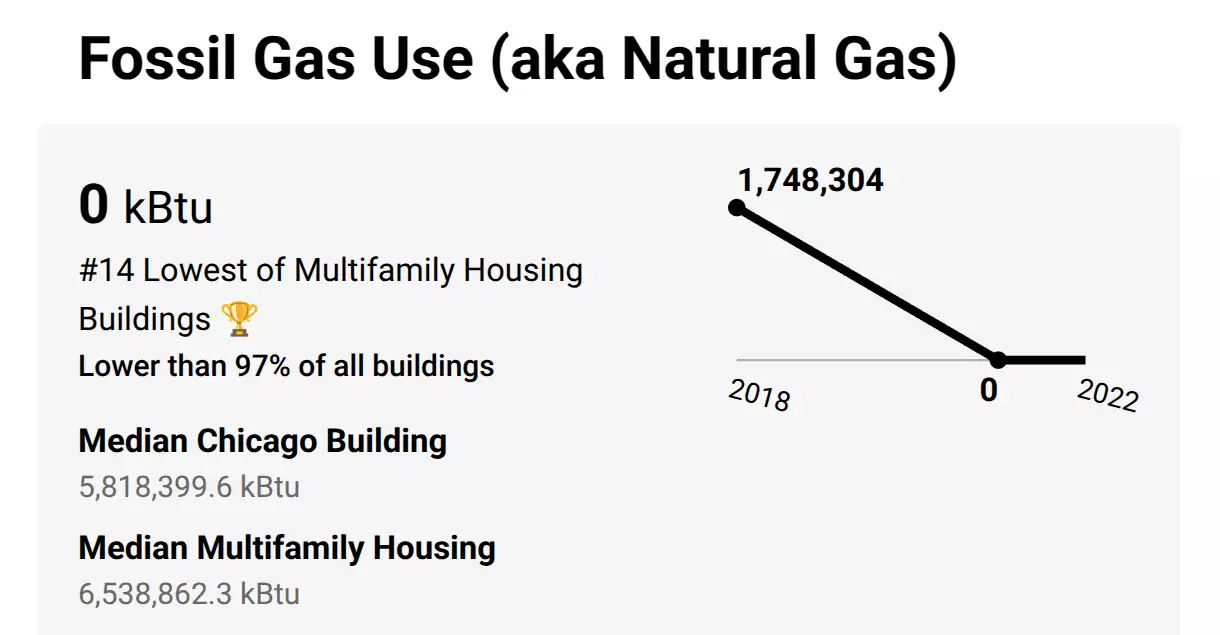 Fossil Gas Use (aka Natural Gas)
0 kBtu
#14 Lowest of Multifamily Housing
Buildings 🏆
Lower than 97% of all buildings
Median Chicago Building
5,818,399.6 kBtu
Median Multifamily Housing
6,538,862.3 kBtu
1,748,304
0
2018
2022